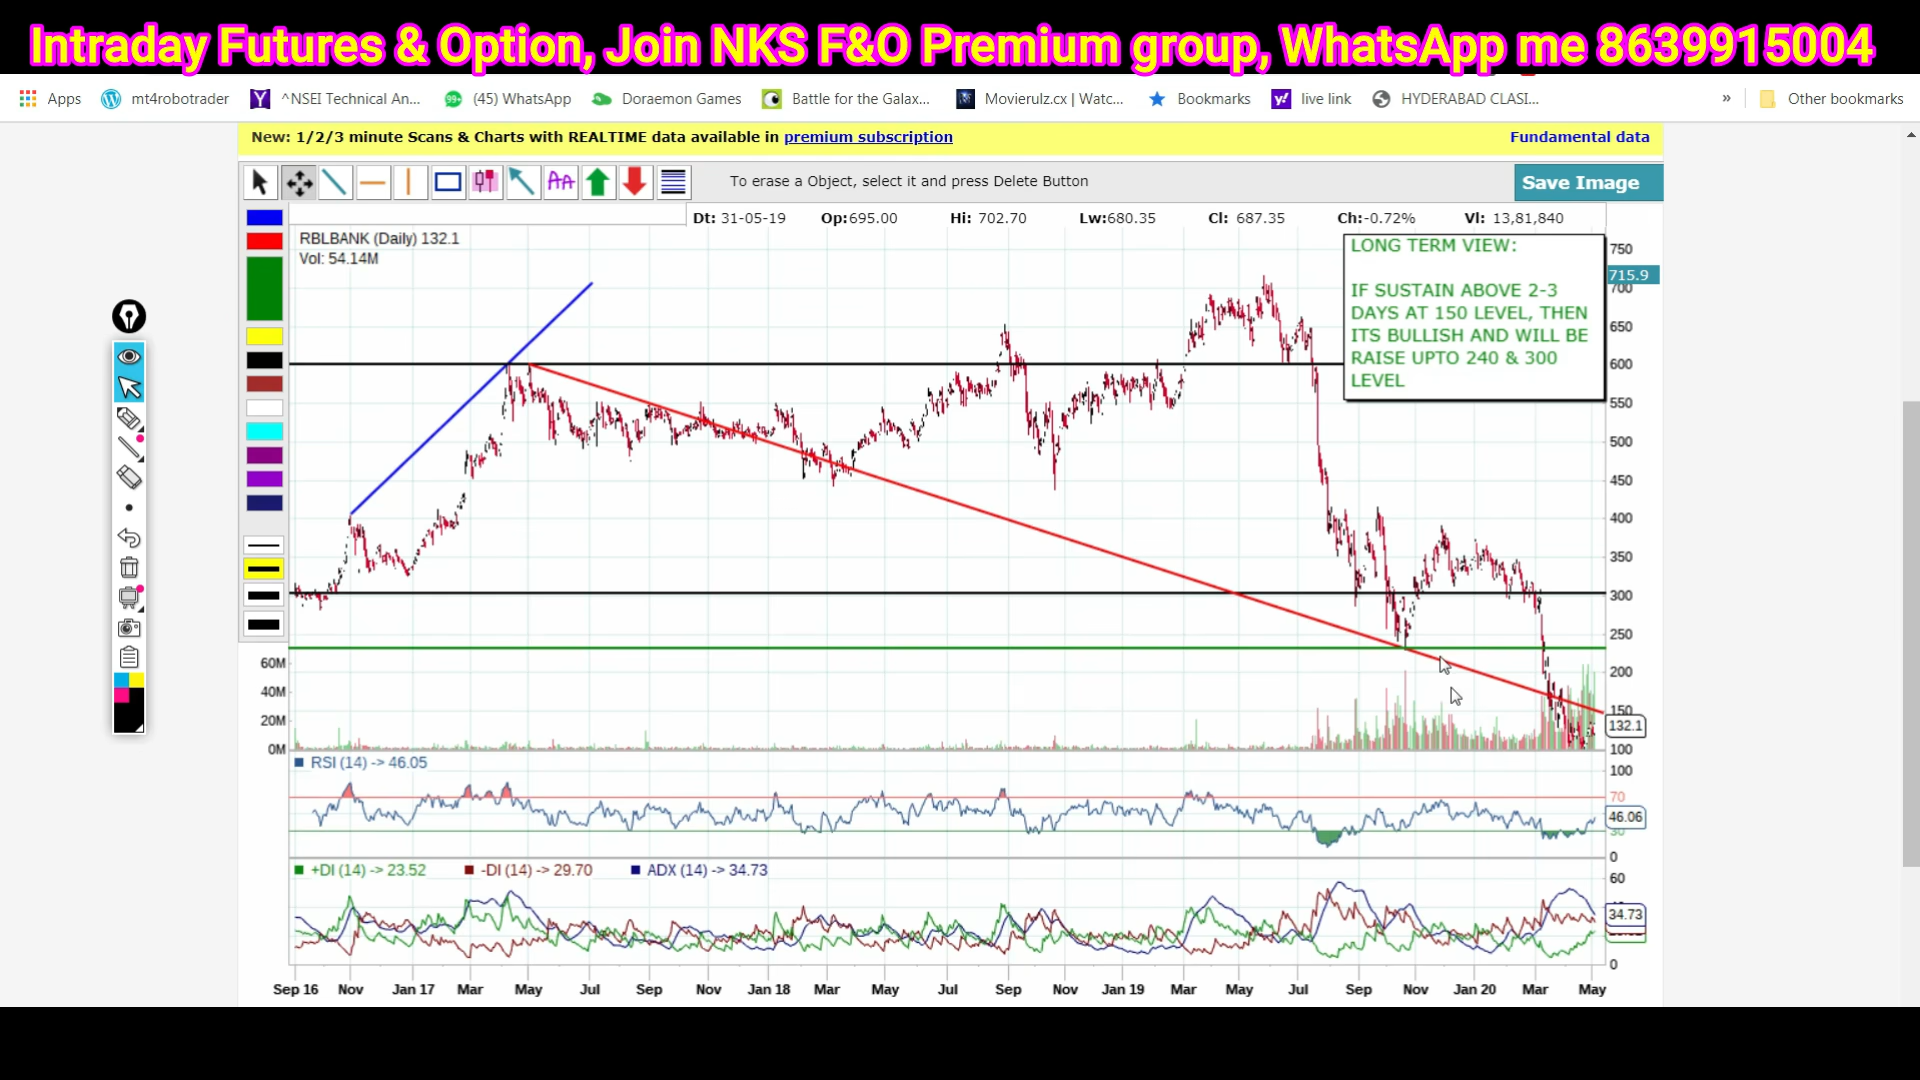 Intraday Futures & Option, Join NKS F&O Premium group, WhatsApp me 8639915004
Apps mt4robotrader ^NSEI Technical An... (45) WhatsApp Doraemon Games Battle for the Galax... Movierulz.cx | Watc... Bookmarks live link HYDERABAD CLASI... » Other bookmarks
New: 1/2/3 minute Scans & Charts with REALTIME data available in premium subscription Fundamental data
To erase a Object, select it and press Delete Button
Save Image
Dt: 31-05-19 Op:695.00 Hi: 702.70 Lw:680.35 Cl: 687.35 Ch:-0.72% Vl: 13,81,840
RBLBANK (Daily) 132.1
Vol: 54.14M
LONG TERM VIEW:
IF SUSTAIN ABOVE 2-3
DAYS AT 150 LEVEL, THEN
ITS BULLISH AND WILL BE
RAISE UPTO 240 & 300
LEVEL
750
715.9
700
650
600
550
500
450
400
350
300
250
200
150
132.1
100
60M
40M
20M
0M
RSI (14) -> 46.05
100
70
46.06
30
0
+DI (14) -> 23.52 -DI (14) -> 29.70 ADX (14) -> 34.73
60
34.73
0
Sep 16 Nov Jan 17 Mar May Jul Sep Nov Jan 18 Mar May Jul Sep Nov Jan 19 Mar May Jul Sep Nov Jan 20 Mar May